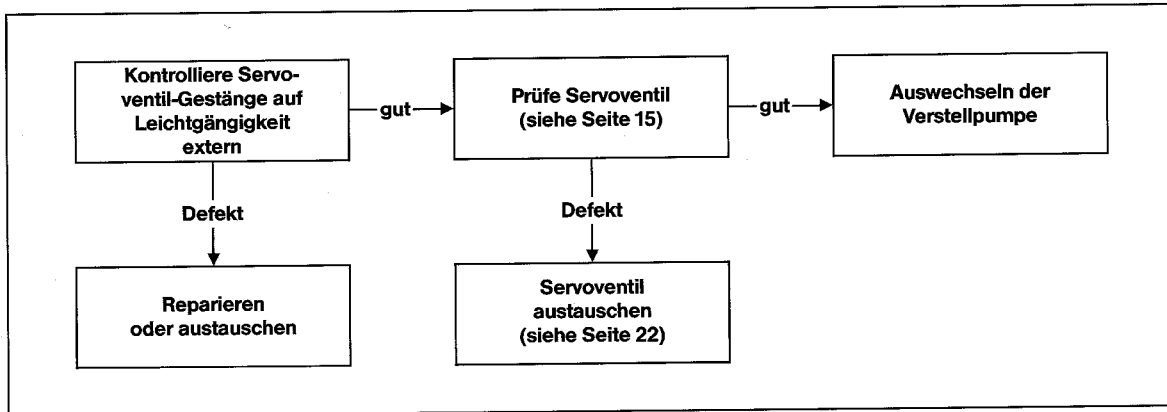 Kontrolliere Servo-
ventil-Gestänge auf
Leichtgängigkeit
extern
gut
Prüfe Servoventil
(siehe Seite 15)
gut
Auswechseln der
Verstellpumpe
Defekt
Defekt
Reparieren
oder austauschen
Servoventil
austauschen
(siehe Seite 22)